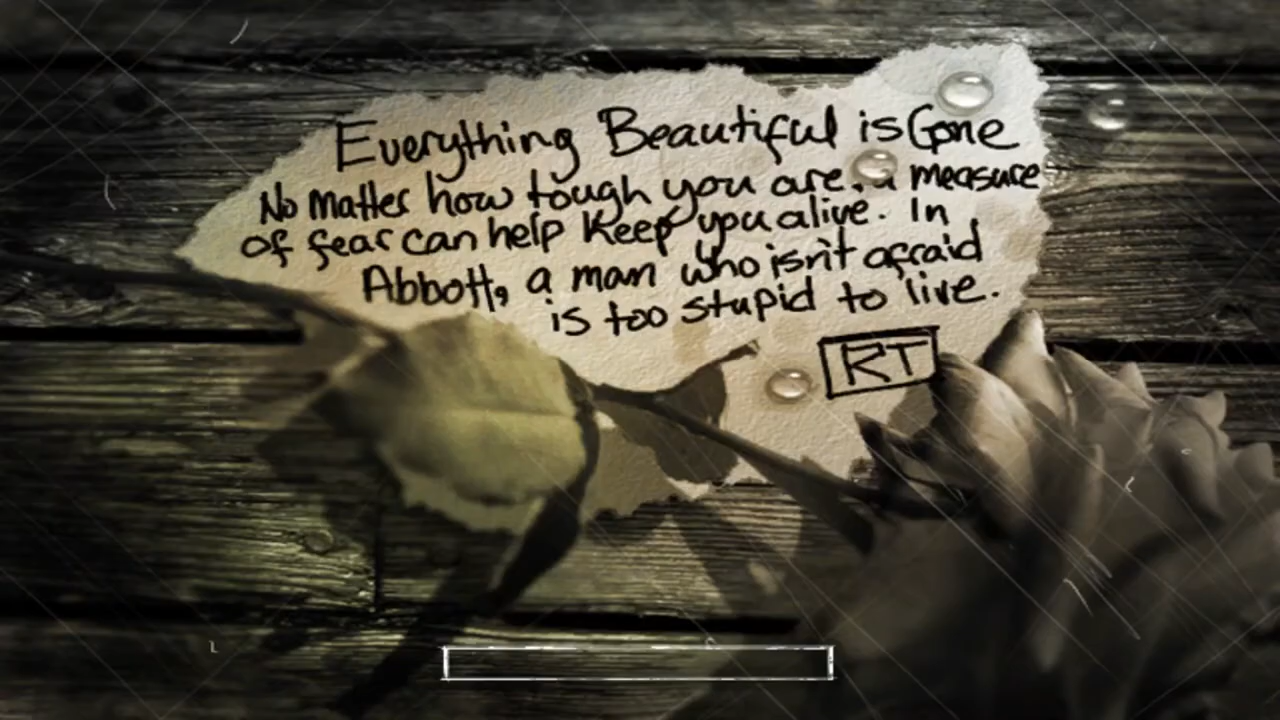 Everything Beautiful is Gone
No matter how tough you are. a measure
of fear can help keep you alive. In
Abbott, a man who isn't afraid
is too stupid to live.
RT